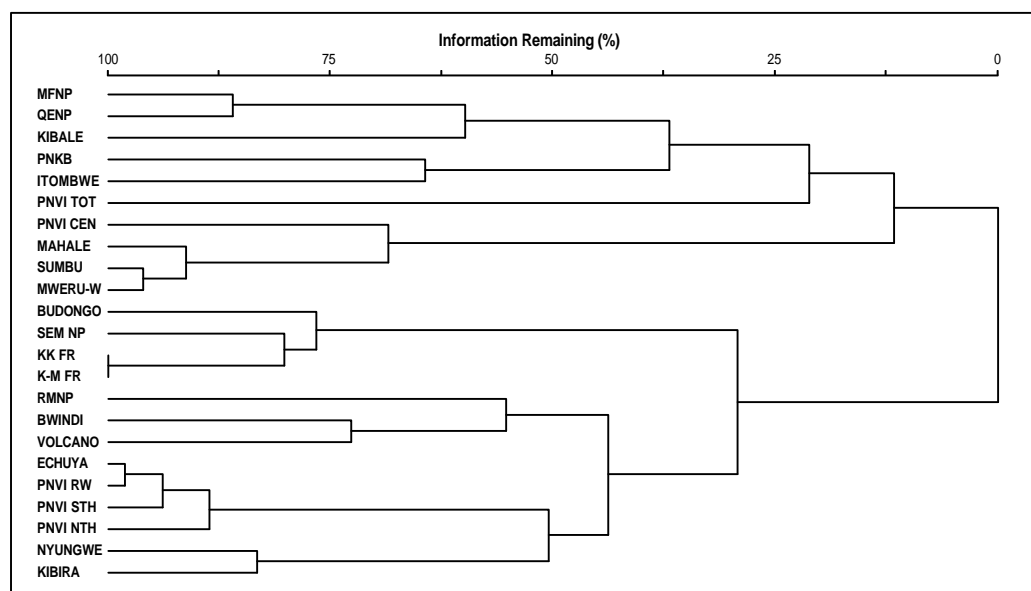 Information Remaining (%)
100 75 50 25 0
MFNP
QENP
KIBALE
PNKB
ITOMBWE
PNVI TOT
PNVI CEN
MAHALE
SUMBU
MWERU-W
BUDONGO
SEM NP
KK FR
K-M FR
RMNP
BWINDI
VOLCANO
ECHUYA
PNVI RW
PNVI STH
PNVI NTH
NYUNGWE
KIBIRA